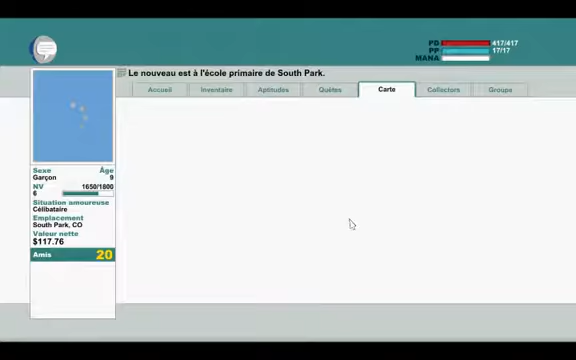 PD 417/417
PP 17/17
MANA
Le nouveau est à l'école primaire de South Park.
Accueil Inventaire Aptitudes Quêtes Carte Collectors Groups
Sexe Âge
Garçon 9
NV 1650/1800
6
Situation amoureuse
Célibataire
Emplacement
South Park, CO
Valeur nette
$117.76
Amis 20